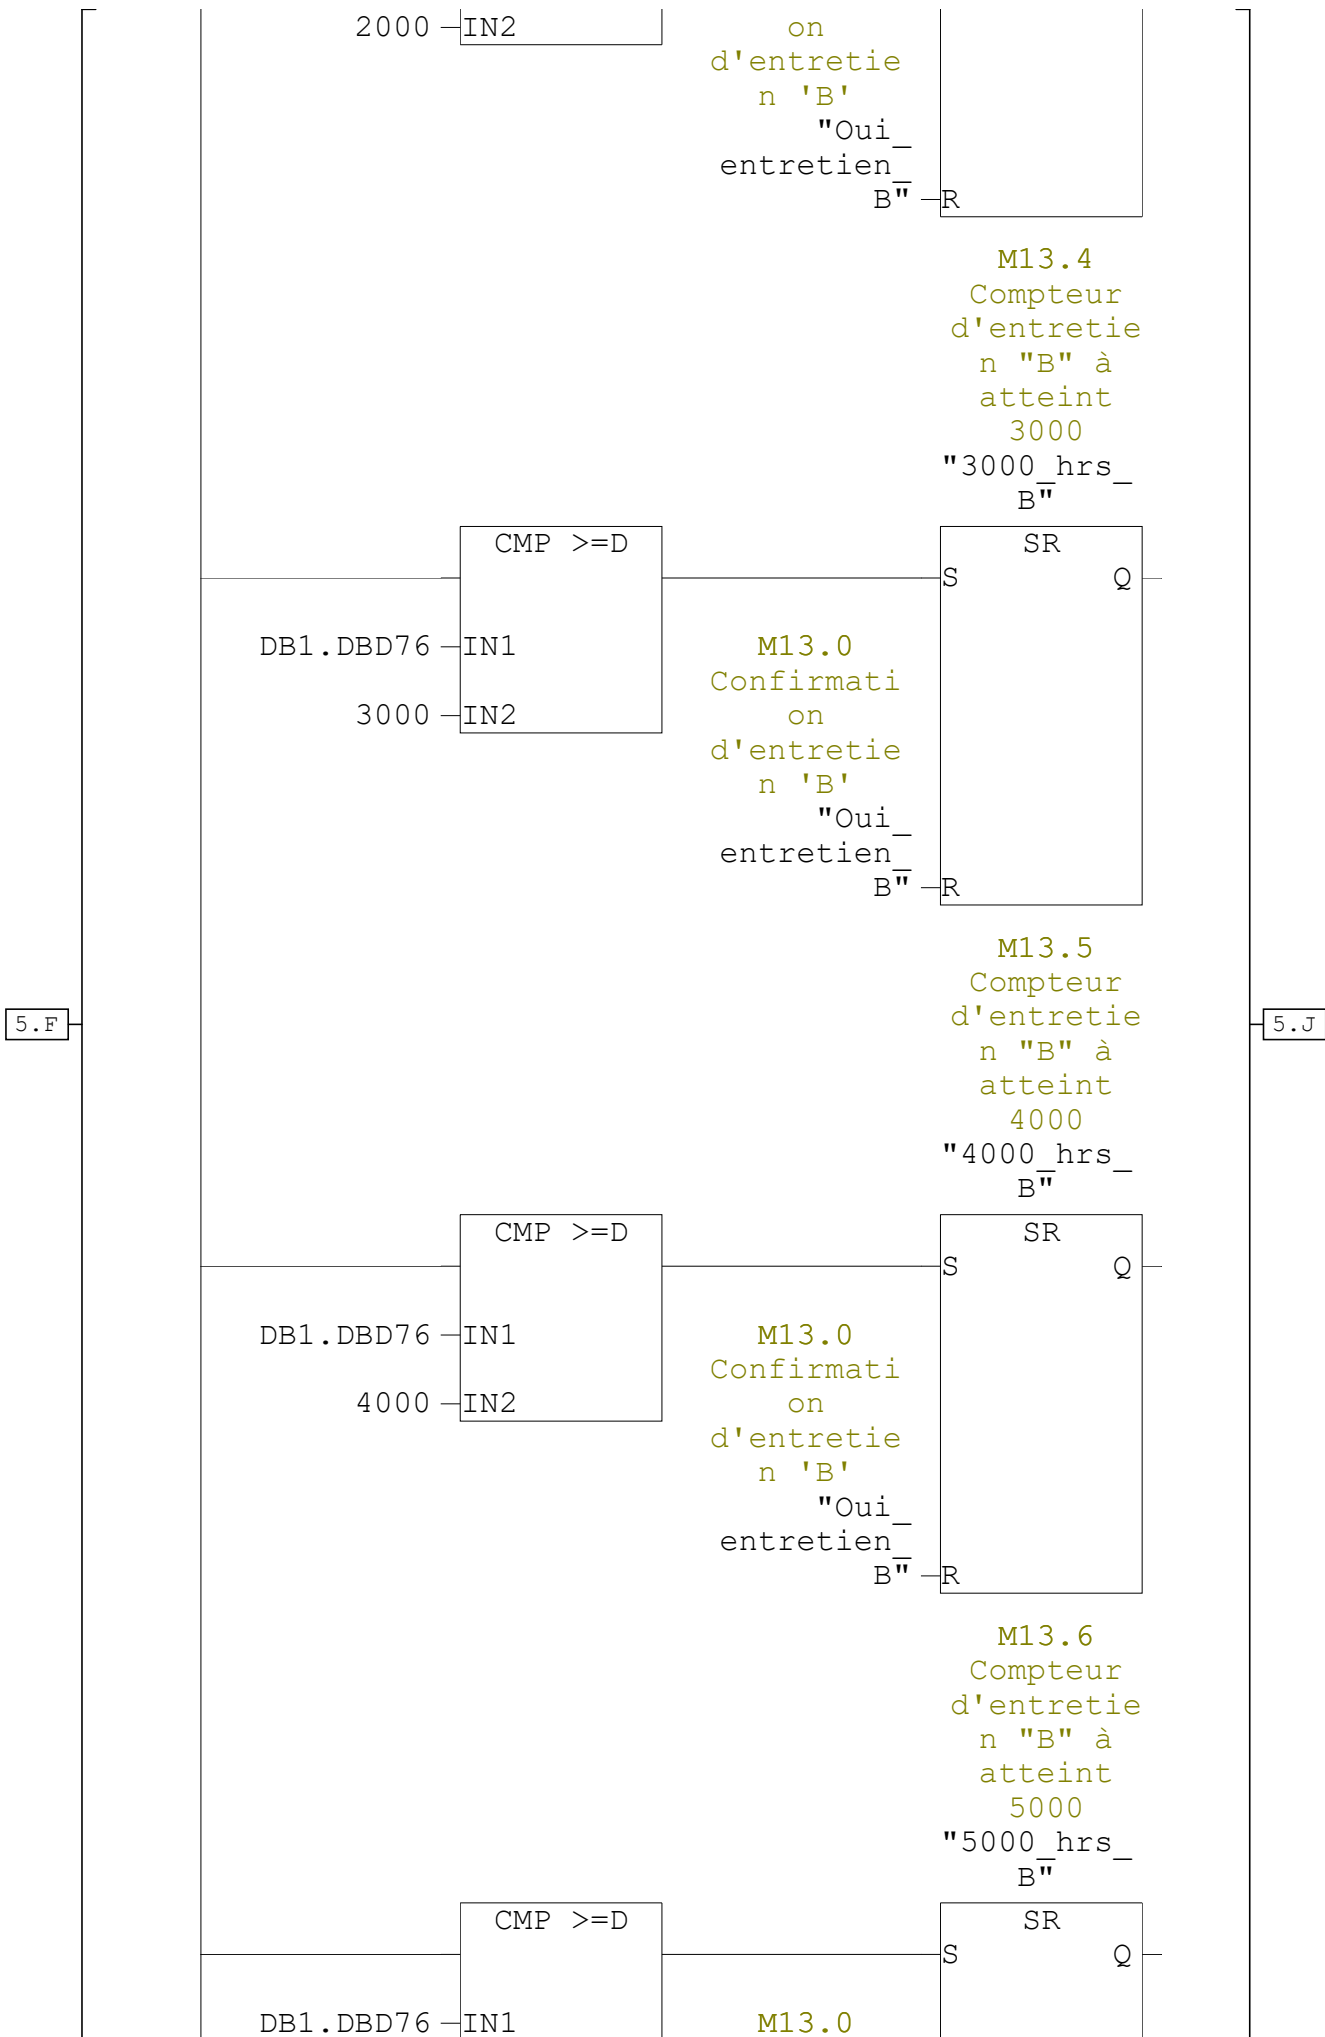 2000 IN2
on
d'entretie
n 'B'
"Oui_
entretien_
B" R
M13.4
Compteur
d'entretie
n "B" à
atteint
3000
"3000_hrs_
B"
CMP >=D
SR
S Q
DB1.DBD76 IN1
M13.0
Confirmati
3000 IN2
on
d'entretie
n 'B'
"Oui_
entretien_
B" R
M13.5
Compteur
5.F
d'entretie
5.J
n "B" à
atteint
4000
"4000_hrs_
B"
CMP >=D
SR
S Q
DB1.DBD76 IN1
M13.0
Confirmati
4000 IN2
on
d'entretie
n 'B'
"Oui_
entretien_
B" R
M13.6
Compteur
d'entretie
n "B" à
atteint
5000
"5000_hrs_
B"
CMP >=D
SR
S Q
DB1.DBD76 IN1
M13.0